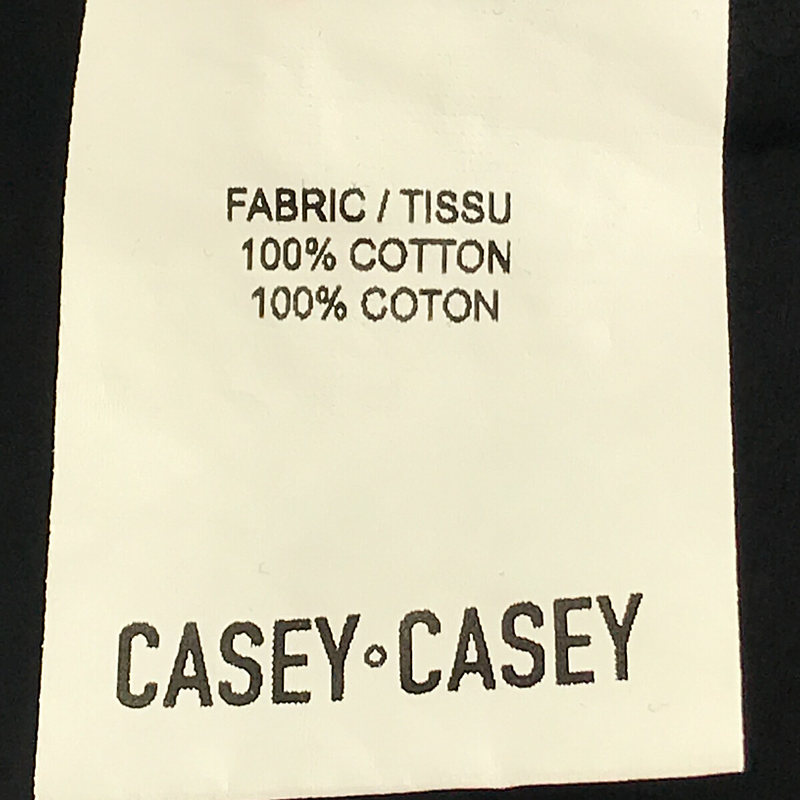 FABRIC / TISSU
100% COTTON
100% COTON
CASEY∘CASEY